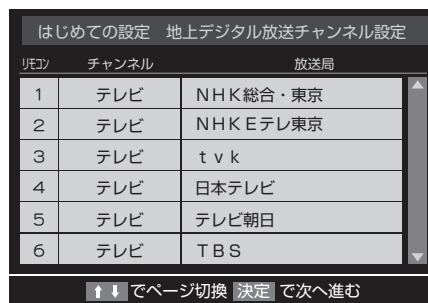 はじめての設定　地上デジタル放送チャンネル設定
リモコン　チャンネル　放送局
1　テレビ　ＮＨＫ総合・東京
2　テレビ　ＮＨＫＥテレ東京
3　テレビ　ｔｖｋ
4　テレビ　日本テレビ
5　テレビ　テレビ朝日
6　テレビ　ＴＢＳ
⬆⬇でページ切換 決定 で次へ進む